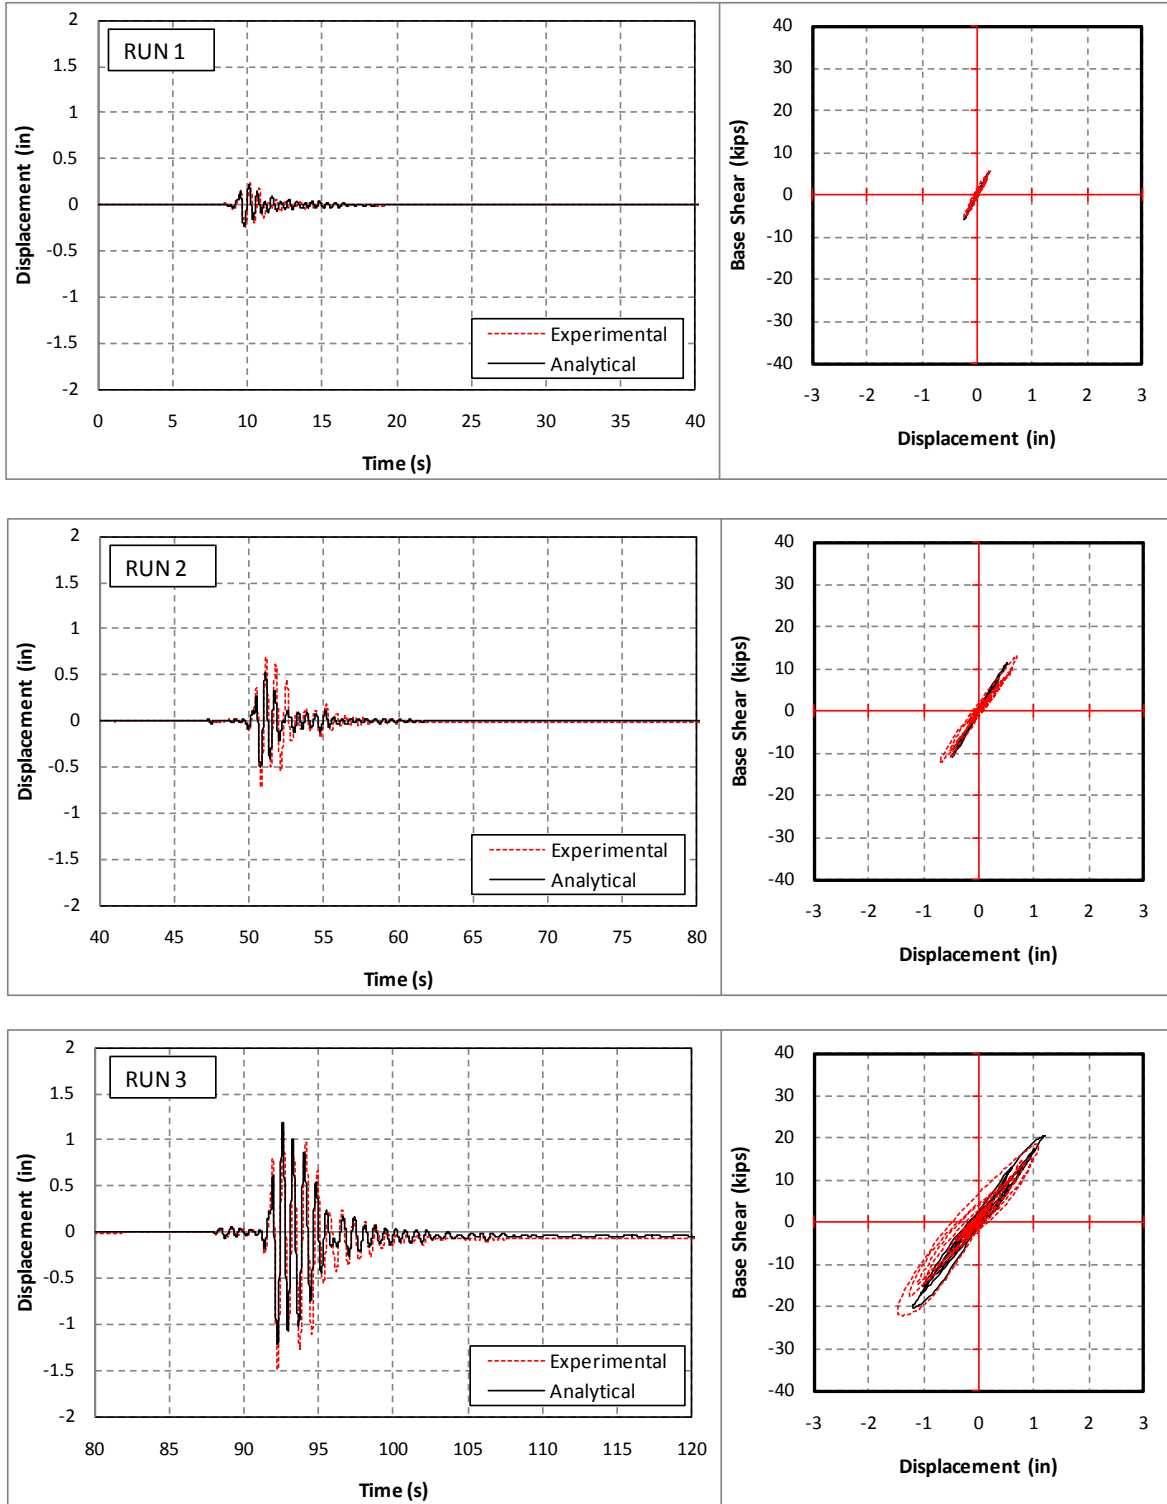 RUN 1
Displacement (in)
2
1.5
1
0.5
0
-0.5
-1
-1.5
-2
Experimental
Analytical
0 5 10 15 20 25 30 35 40
Time (s)
Base Shear (kips)
40
30
20
10
0
-10
-20
-30
-40
-3 -2 -1 0 1 2 3
Displacement (in)
RUN 2
Displacement (in)
2
1.5
1
0.5
0
-0.5
-1
-1.5
-2
Experimental
Analytical
40 45 50 55 60 65 70 75 80
Time (s)
Base Shear (kips)
40
30
20
10
0
-10
-20
-30
-40
-3 -2 -1 0 1 2 3
Displacement (in)
RUN 3
Displacement (in)
2
1.5
1
0.5
0
-0.5
-1
-1.5
-2
Experimental
Analytical
80 85 90 95 100 105 110 115 120
Time (s)
Base Shear (kips)
40
30
20
10
0
-10
-20
-30
-40
-3 -2 -1 0 1 2 3
Displacement (in)